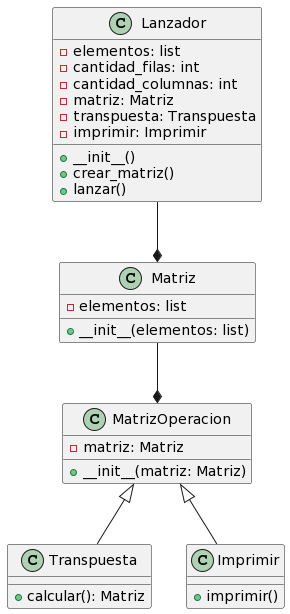 C Lanzador
elementos: list
cantidad_filas: int
cantidad_columnas: int
matriz: Matriz
transpuesta: Transpuesta
imprimir: Imprimir
__init__()
crear_matriz()
lanzar()
C Matriz
elementos: list
__init__(elementos: list)
C MatrizOperacion
matriz: Matriz
__init__(matriz: Matriz)
C Transpuesta
calcular(): Matriz
C Imprimir
imprimir()